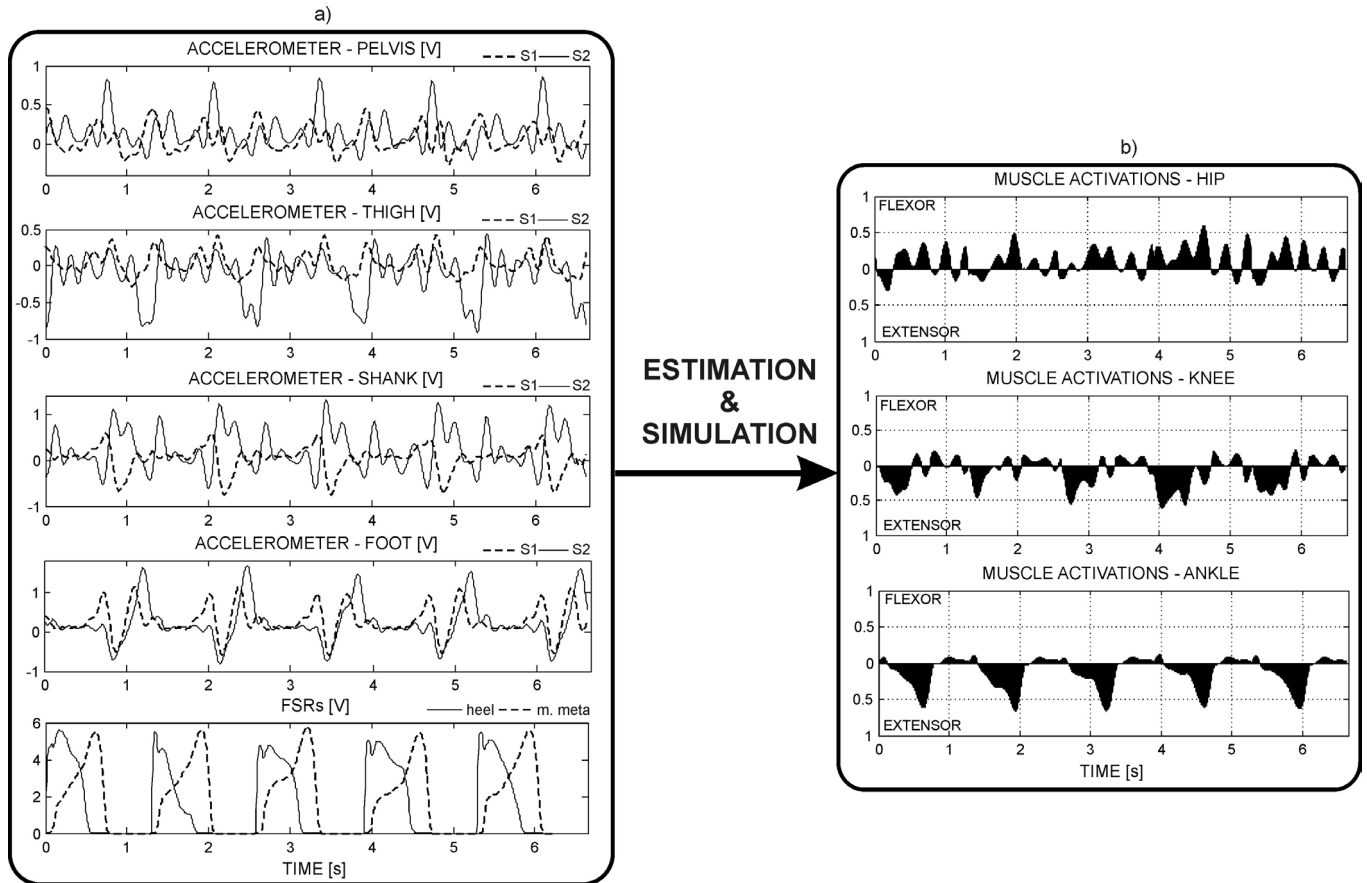 a)
ACCELEROMETER - PELVIS [V]
S1 S2
1
0.5
0
0 1 2 3 4 5 6
ACCELEROMETER - THIGH [V]
S1 S2
0.5
0
-0.5
-1
0 1 2 3 4 5 6
ACCELEROMETER - SHANK [V]
S1 S2
1
0
-1
0 1 2 3 4 5 6
ACCELEROMETER - FOOT [V]
S1 S2
1
0
-1
0 1 2 3 4 5 6
FSRs [V]
heel m. meta
6
4
2
0
0 1 2 3 4 5 6
TIME [s]
ESTIMATION
&
SIMULATION
b)
MUSCLE ACTIVATIONS - HIP
1
FLEXOR
0.5
0
0.5
EXTENSOR
1
0 1 2 3 4 5 6
MUSCLE ACTIVATIONS - KNEE
1
FLEXOR
0.5
0
0.5
EXTENSOR
1
0 1 2 3 4 5 6
MUSCLE ACTIVATIONS - ANKLE
1
FLEXOR
0.5
0
0.5
EXTENSOR
1
0 1 2 3 4 5 6
TIME [s]